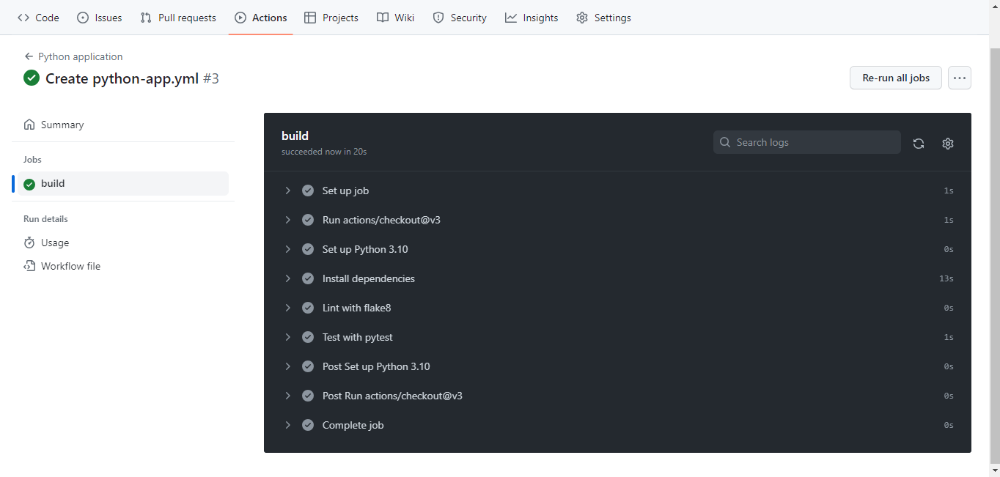 Code Issues Pull requests Actions Projects Wiki Security Insights Settings
Python application
Create python-app.yml #3
Re-run all jobs
Summary
Jobs
build
Run details
Usage
Workflow file
build
succeeded now in 20s
Search logs
Set up job 1s
Run actions/checkout@v3 1s
Set up Python 3.10 0s
Install dependencies 13s
Lint with flake8 0s
Test with pytest 1s
Post Set up Python 3.10 0s
Post Run actions/checkout@v3 0s
Complete job 0s